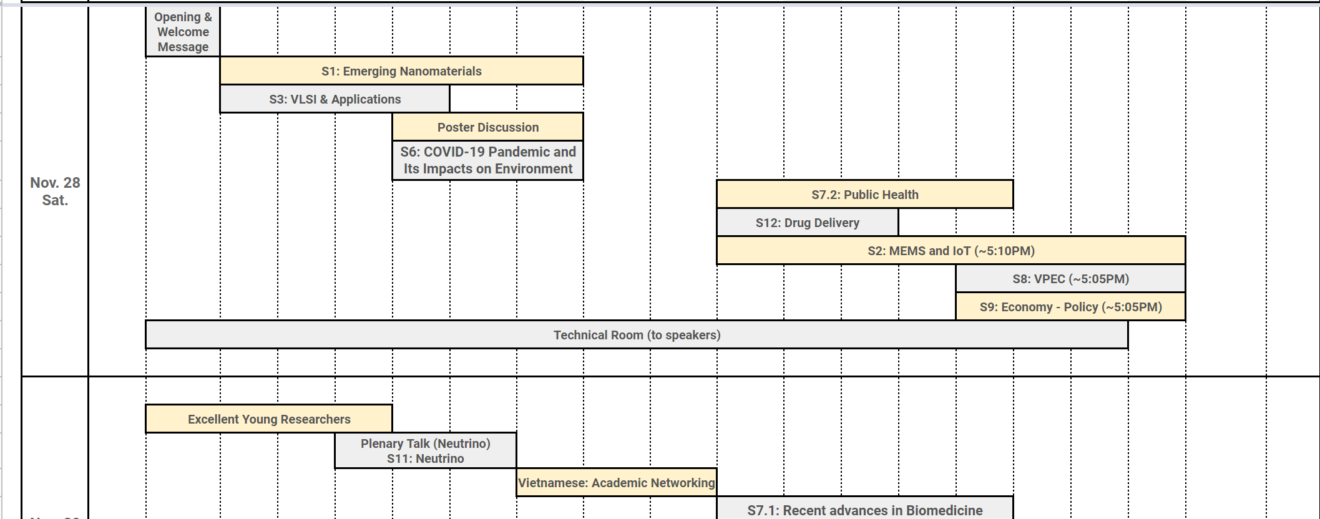 Opening &
Welcome
Message
S1: Emerging Nanomaterials
S3: VLSI & Applications
Poster Discussion
S6: COVID-19 Pandemic and
Its Impacts on Environment
Nov. 28
Sat.
S7.2: Public Health
S12: Drug Delivery
S2: MEMS and IoT (~5:10PM)
S8: VPEC (~5:05PM)
S9: Economy - Policy (~5:05PM)
Technical Room (to speakers)
Excellent Young Researchers
Plenary Talk (Neutrino)
S11: Neutrino
Vietnamese: Academic Networking
S7.1: Recent advances in Biomedicine